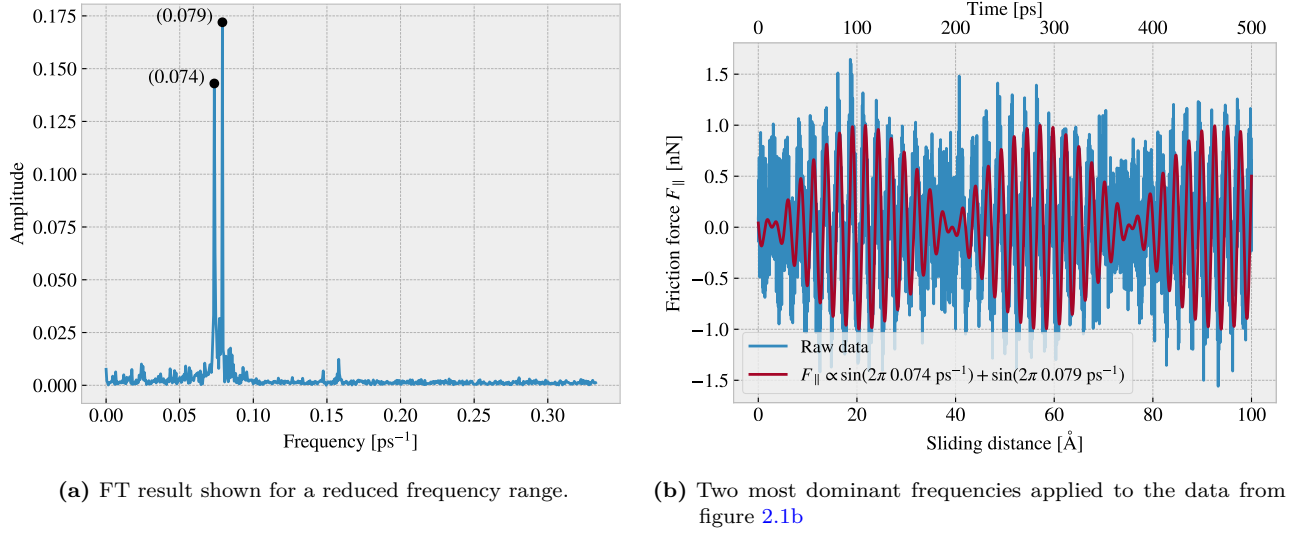 (0.079)
(0.074)
0.175
0.150
0.125
0.100
0.075
0.050
0.025
0.000
Amplitude
0.00 0.05 0.10 0.15 0.20 0.25 0.30
Frequency [ps⁻¹]
(a) FT result shown for a reduced frequency range.
Time [ps]
0 100 200 300 400 500
1.5
1.0
0.5
0.0
−0.5
−1.0
−1.5
Friction force F∥ [nN]
Raw data
F∥ ∝ sin(2π 0.074 ps⁻¹) + sin(2π 0.079 ps⁻¹)
0 20 40 60 80 100
Sliding distance [Å]
(b) Two most dominant frequencies applied to the data from
figure 2.1b